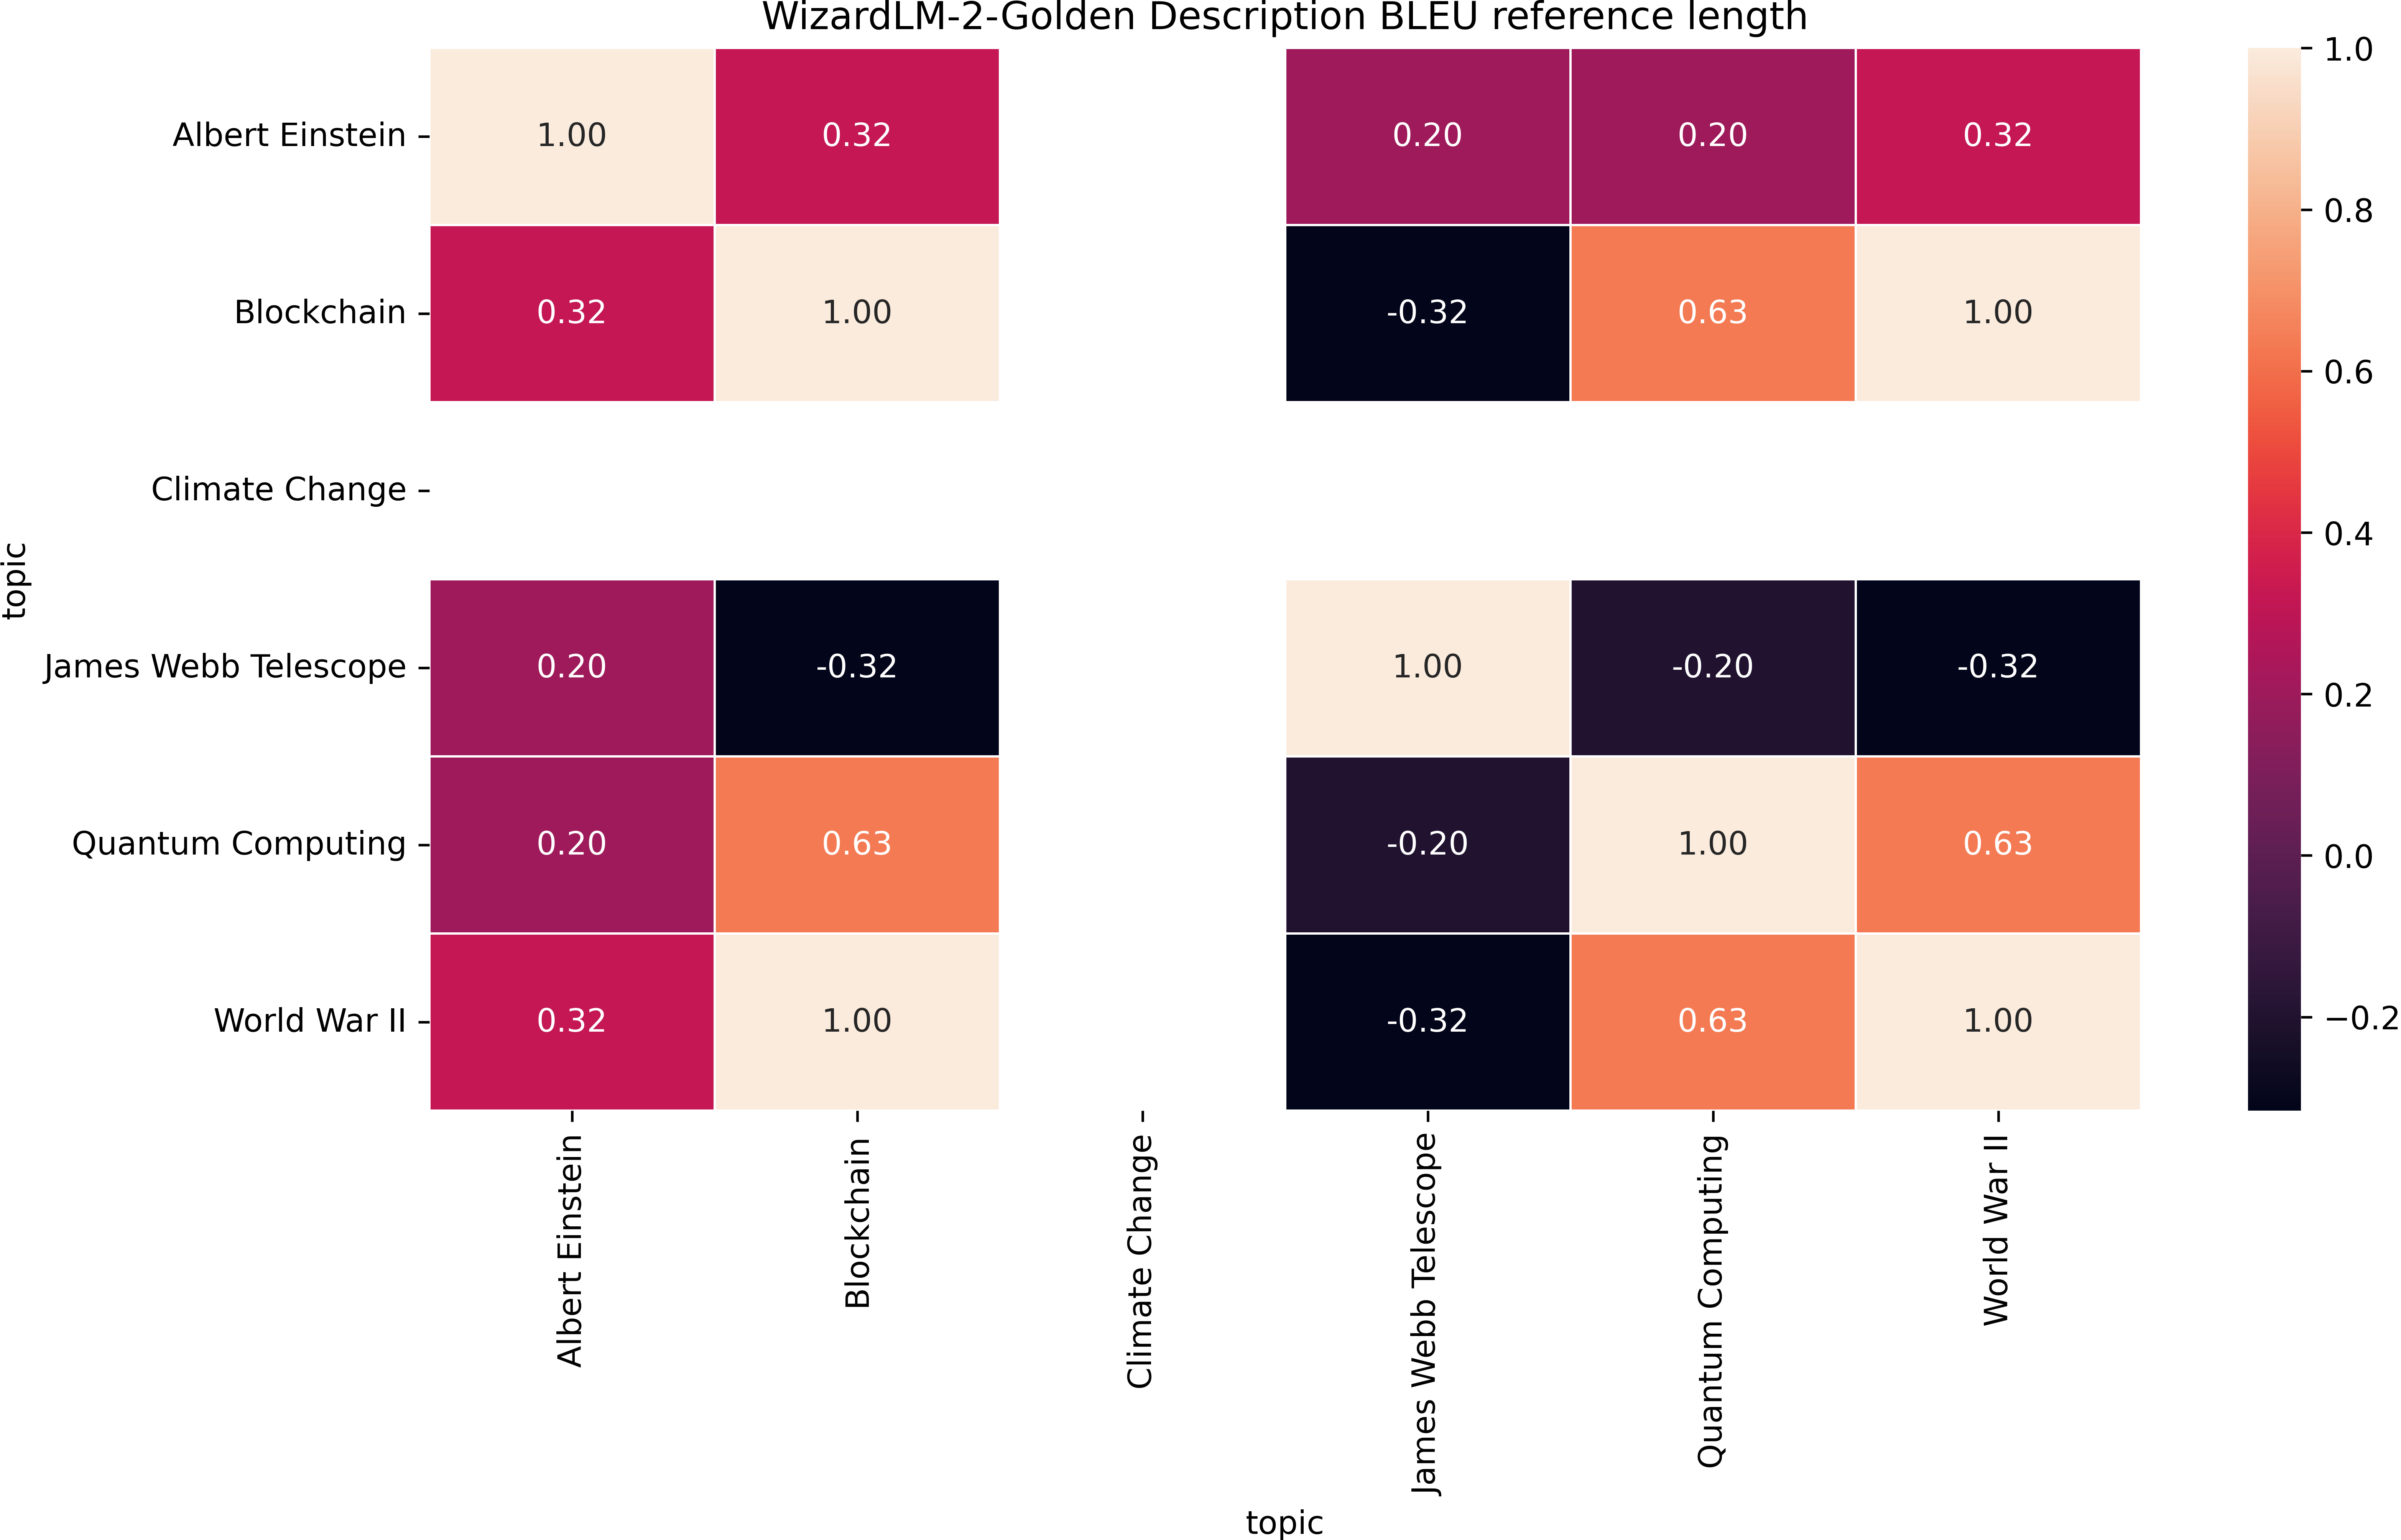 WizardLM-2-Golden Description BLEU reference length
Albert Einstein 1.00 0.32 0.20 0.20 0.32
Blockchain 0.32 1.00 -0.32 0.63 1.00
Climate Change
James Webb Telescope 0.20 -0.32 1.00 -0.20 -0.32
Quantum Computing 0.20 0.63 -0.20 1.00 0.63
World War II 0.32 1.00 -0.32 0.63 1.00
topic
Albert Einstein
Blockchain
Climate Change
James Webb Telescope
Quantum Computing
World War II
topic
1.0
0.8
0.6
0.4
0.2
0.0
−0.2